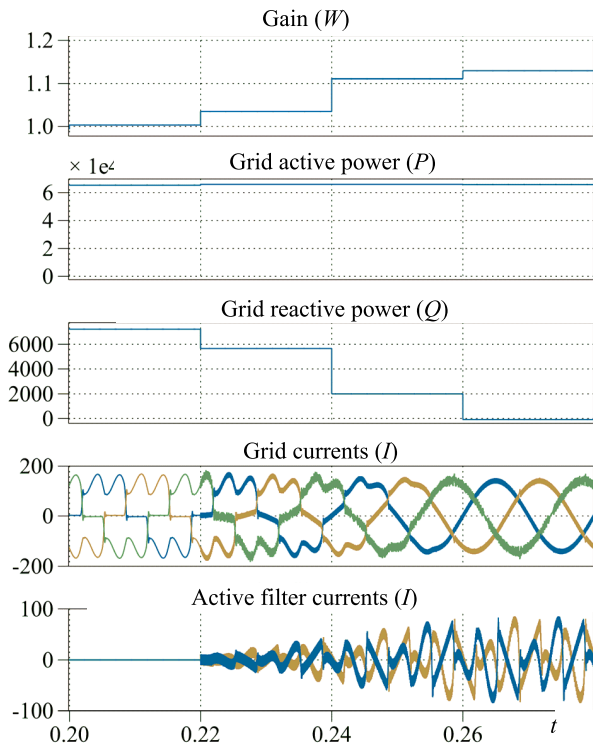 Gain (W)
1.2
1.1
1.0
× 1e4
Grid active power (P)
6
4
2
0
Grid reactive power (Q)
6000
4000
2000
0
Grid currents (I)
200
0
-200
Active filter currents (I)
100
0
-100
0.20 0.22 0.24 0.26 t